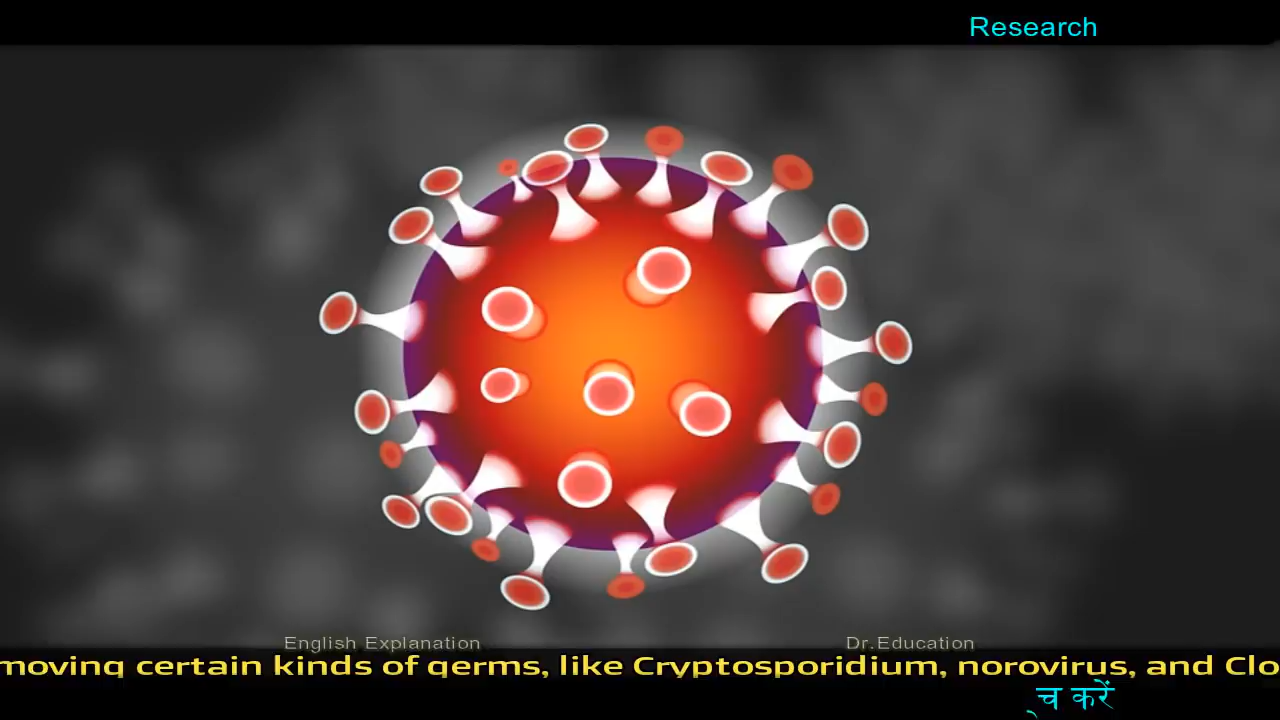 Research
English Explanation
Dr.Education
moving certain kinds of germs, like Cryptosporidium, norovirus, and Clo
च करें